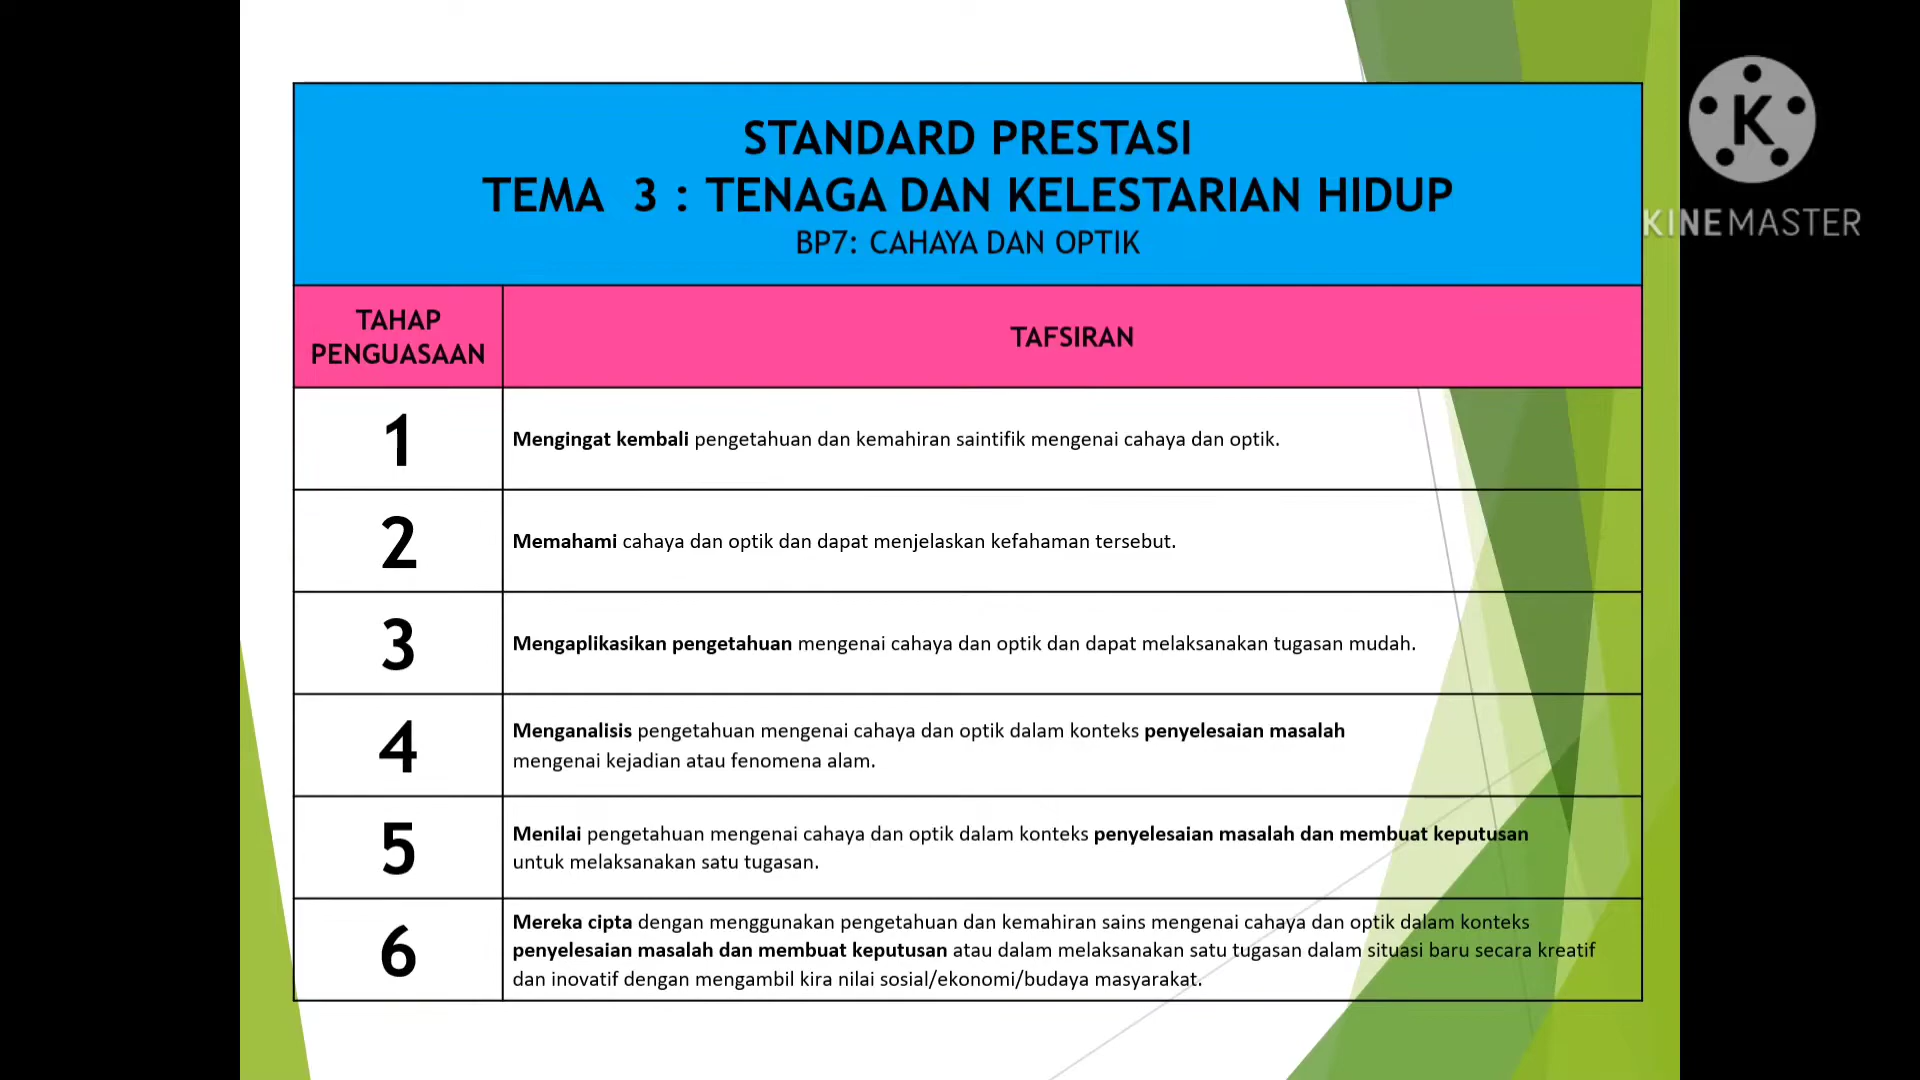 STANDARD PRESTASI
TEMA 3 : TENAGA DAN KELESTARIAN HIDUP
BP7: CAHAYA DAN OPTIK
K
KINEMASTER
TAHAP
PENGUASAAN
TAFSIRAN
1
Mengingat kembali pengetahuan dan kemahiran saintifik mengenai cahaya dan optik.
2
Memahami cahaya dan optik dan dapat menjelaskan kefahaman tersebut.
3
Mengaplikasikan pengetahuan mengenai cahaya dan optik dan dapat melaksanakan tugasan mudah.
4
Menganalisis pengetahuan mengenai cahaya dan optik dalam konteks penyelesaian masalah
mengenai kejadian atau fenomena alam.
5
Menilai pengetahuan mengenai cahaya dan optik dalam konteks penyelesaian masalah dan membuat keputusan
untuk melaksanakan satu tugasan.
6
Mereka cipta dengan menggunakan pengetahuan dan kemahiran sains mengenai cahaya dan optik dalam konteks
penyelesaian masalah dan membuat keputusan atau dalam melaksanakan satu tugasan dalam situasi baru secara kreatif
dan inovatif dengan mengambil kira nilai sosial/ekonomi/budaya masyarakat.